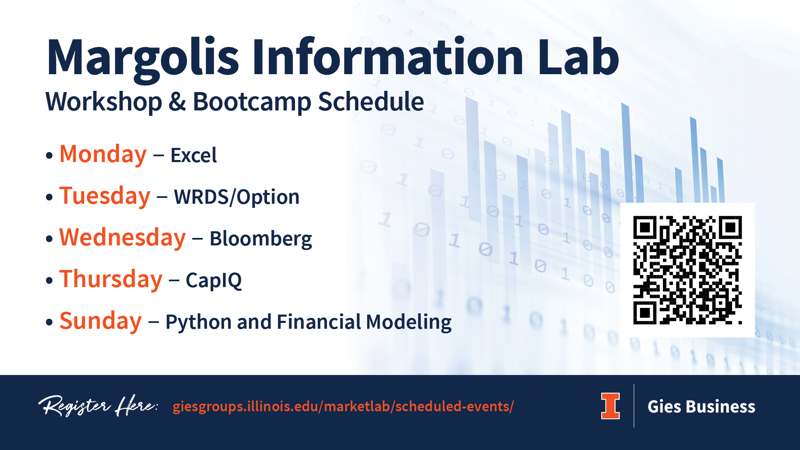 Margolis Information Lab
Workshop & Bootcamp Schedule
• Monday – Excel
• Tuesday – WRDS/Option
• Wednesday – Bloomberg
• Thursday – CapIQ
• Sunday – Python and Financial Modeling
Register Here: giesgroups.illinois.edu/marketlab/scheduled-events/
I Gies Business